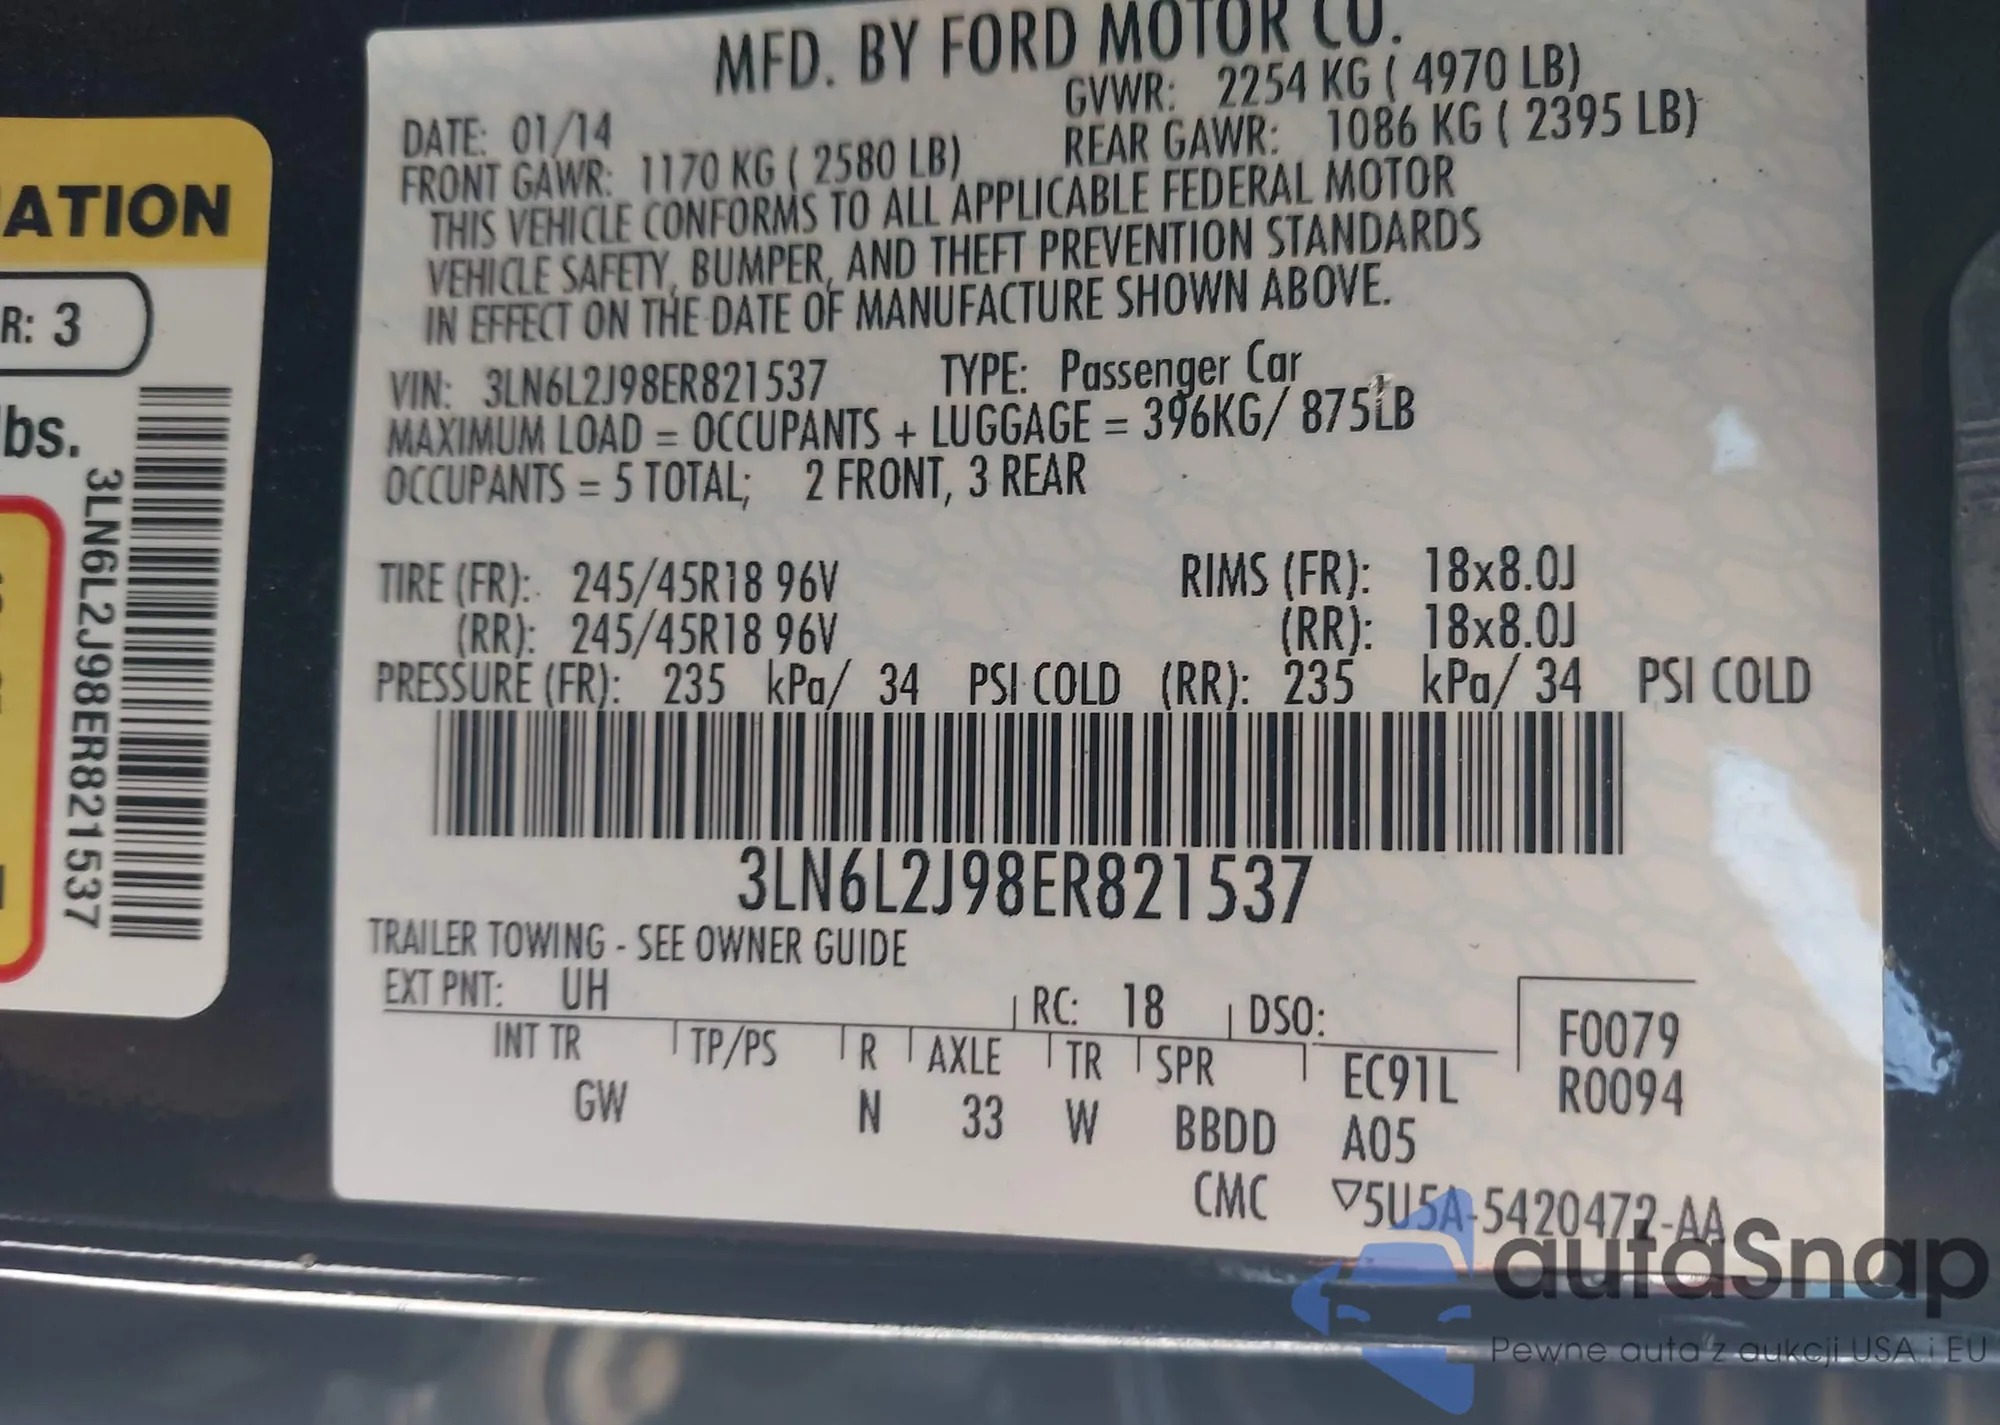 ATION
R: 3
lbs.
3LN6L2J98ER821537
MFD. BY FORD MOTOR CO.
DATE: 01/14 GVWR: 2254 KG ( 4970 LB)
FRONT GAWR: 1170 KG ( 2580 LB) REAR GAWR: 1086 KG ( 2395 LB)
THIS VEHICLE CONFORMS TO ALL APPLICABLE FEDERAL MOTOR
VEHICLE SAFETY, BUMPER, AND THEFT PREVENTION STANDARDS
IN EFFECT ON THE DATE OF MANUFACTURE SHOWN ABOVE.
VIN: 3LN6L2J98ER821537 TYPE: Passenger Car
MAXIMUM LOAD = OCCUPANTS + LUGGAGE = 396KG/ 875LB
OCCUPANTS = 5 TOTAL; 2 FRONT, 3 REAR
TIRE (FR): 245/45R18 96V RIMS (FR): 18x8.0J
(RR): 245/45R18 96V (RR): 18x8.0J
PRESSURE (FR): 235 kPa/ 34 PSI COLD (RR): 235 kPa/ 34 PSI COLD
3LN6L2J98ER821537
TRAILER TOWING - SEE OWNER GUIDE
EXT PNT: UH RC: 18 DSO: F0079
INT TR TP/PS R AXLE TR SPR EC91L R0094
GW N 33 W BBDD A05
CMC ▽5U5A-5420472-AA
autaSnap
Pewne auta z aukcji USA i EU